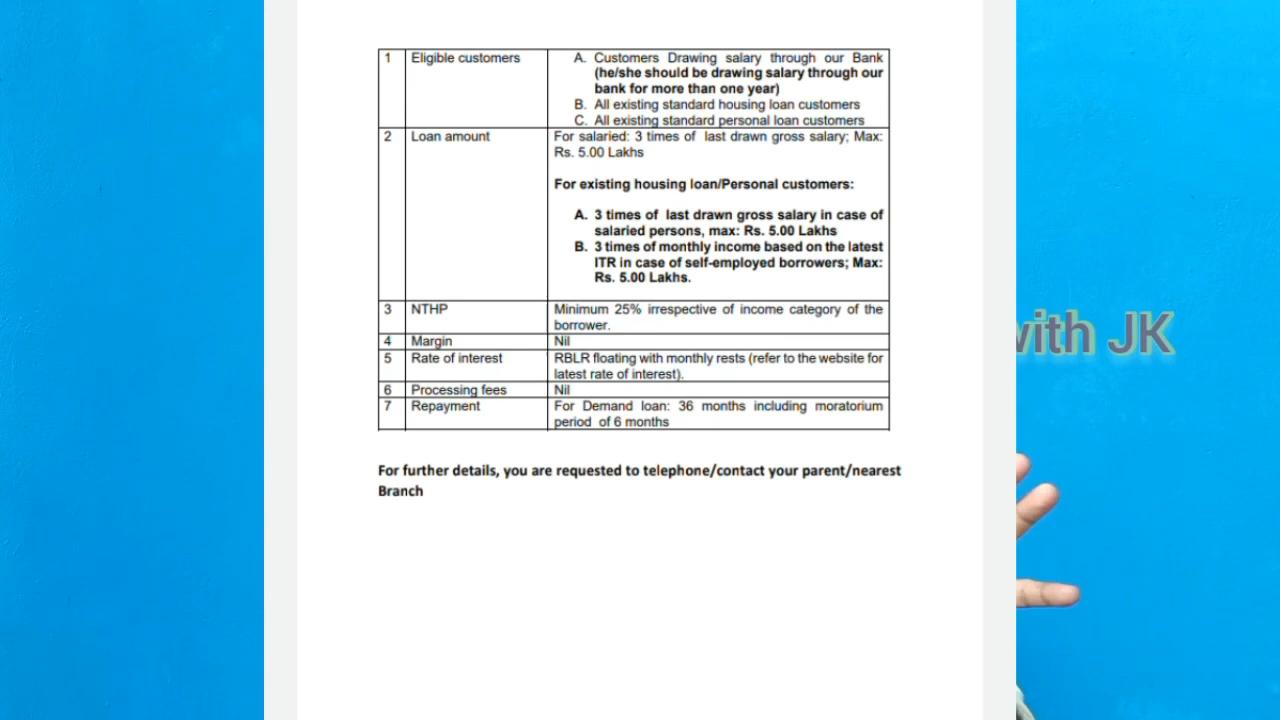 1 Eligible customers A. Customers Drawing salary through our Bank
(he/she should be drawing salary through our
bank for more than one year)
B. All existing standard housing loan customers
C. All existing standard personal loan customers
2 Loan amount For salaried: 3 times of last drawn gross salary; Max:
Rs. 5.00 Lakhs
For existing housing loan/Personal customers:
A. 3 times of last drawn gross salary in case of
salaried persons, max: Rs. 5.00 Lakhs
B. 3 times of monthly income based on the latest
ITR in case of self-employed borrowers; Max:
Rs. 5.00 Lakhs.
3 NTHP Minimum 25% irrespective of income category of the
borrower.
4 Margin Nil
5 Rate of interest RBLR floating with monthly rests (refer to the website for
latest rate of interest).
6 Processing fees Nil
7 Repayment For Demand loan: 36 months including moratorium
period of 6 months
For further details, you are requested to telephone/contact your parent/nearest
Branch
with JK